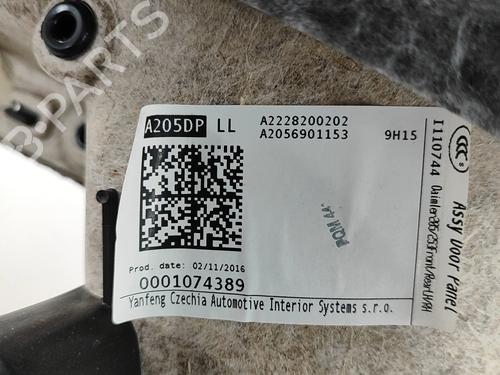 A205DP LL A2228200202
A2056901153 9H15
Prod. date: 02/11/2016
0001074389
Yanfeng Czechia Automotive Interior Systems s.r.o.
I110744
Assy Door Panel
B-PARTS